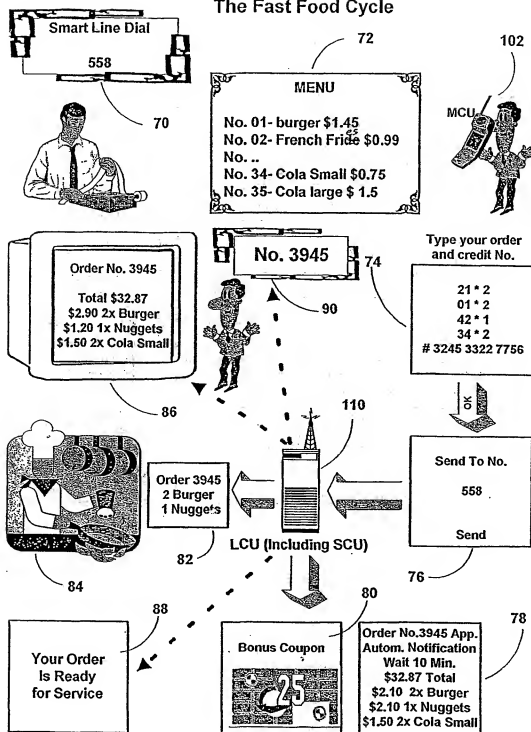 The Fast Food Cycle
Smart Line Dial
558
70
72
MENU
No. 01- burger $1.45
No. 02- French Fride $0.99
es
No. ..
No. 34- Cola Small $0.75
No. 35- Cola large $ 1.5
102
MCU
Order No. 3945
Total $32.87
$2.90 2x Burger
$1.20 1x Nuggets
$1.50 2x Cola Small
86
No. 3945
90
74
Type your order
and credit No.
21 * 2
01 * 2
42 * 1
34 * 2
# 3245 3322 7756
OK
110
84
Order 3945
2 Burger
1 Nuggets
82
LCU (Including SCU)
Send To No.
558
Send
76
88
Your Order
Is Ready
for Service
80
Bonus Coupon
25
78
Order No.3945 App.
Autom. Notification
Wait 10 Min.
$32.87 Total
$2.10 2x Burger
$2.10 1x Nuggets
$1.50 2x Cola Small